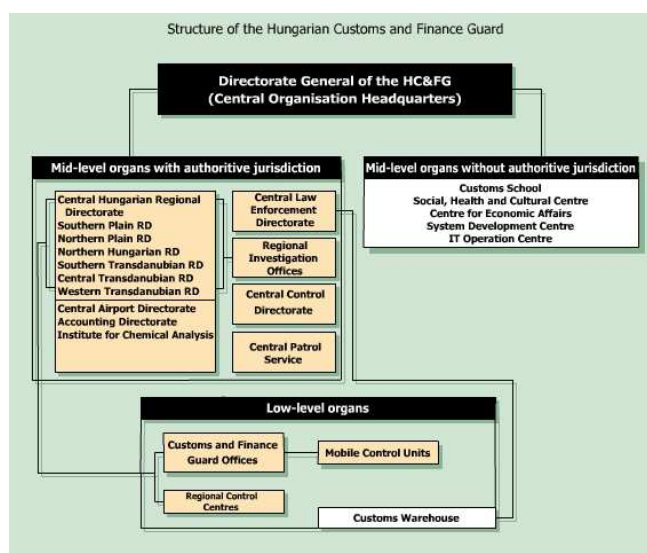 Structure of the Hungarian Customs and Finance Guard
Directorate General of the HC&FG
(Central Organisation Headquarters)
Mid-level organs with authoritive jurisdiction
Central Hungarian Regional
Directorate
Southern Plain RD
Northern Plain RD
Northern Hungarian RD
Southern Transdanubian RD
Central Transdanubian RD
Western Transdanubian RD
Central Airport Directorate
Accounting Directorate
Institute for Chemical Analysis
Central Law
Enforcement
Directorate
Regional
Investigation
Offices
Central Control
Directorate
Central Patrol
Service
Mid-level organs without authoritive jurisdiction
Customs School
Social, Health and Cultural Centre
Centre for Economic Affairs
System Development Centre
IT Operation Centre
Low-level organs
Customs and Finance
Guard Offices
Mobile Control Units
Regional Control
Centres
Customs Warehouse